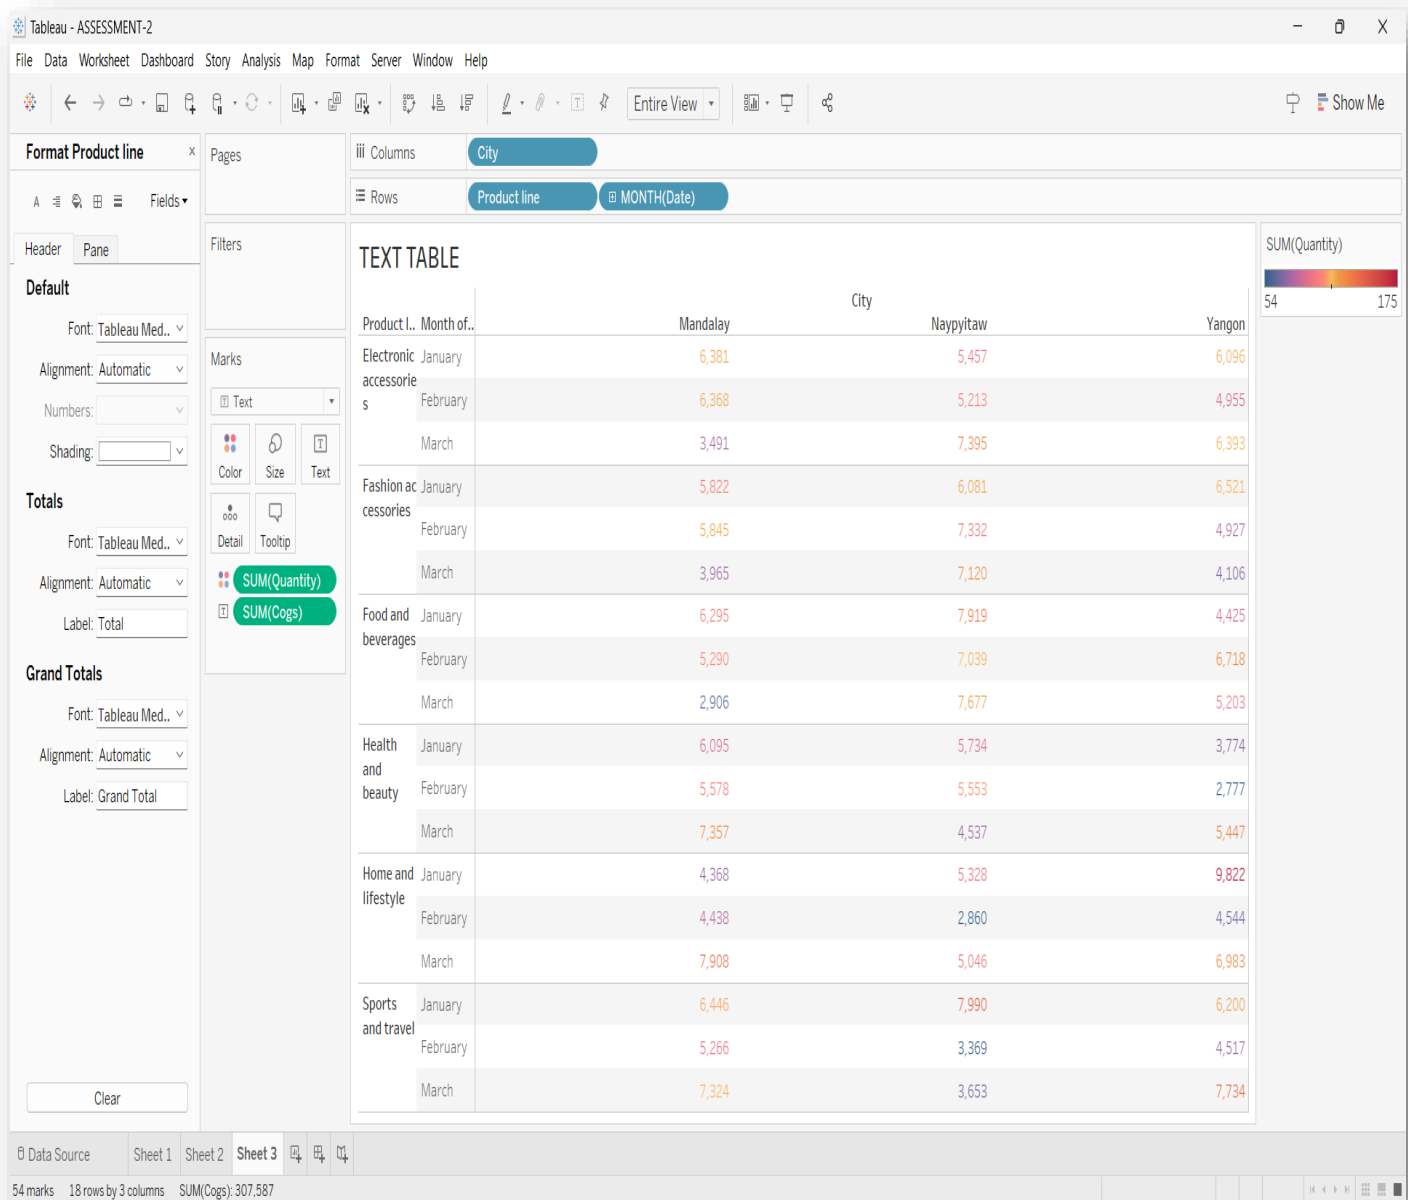 Tableau - ASSESSMENT-2
File Data Worksheet Dashboard Story Analysis Map Format Server Window Help
Entire View
Show Me
Format Product line x
Fields
Header Pane
Default
Font: Tableau Med..
Alignment: Automatic
Numbers:
Shading:
Totals
Font: Tableau Med..
Alignment: Automatic
Label: Total
Grand Totals
Font: Tableau Med..
Alignment: Automatic
Label: Grand Total
Clear
Pages
Filters
Marks
Text
Color Size Text
Detail Tooltip
SUM(Quantity)
SUM(Cogs)
Columns City
Rows Product line MONTH(Date)
TEXT TABLE
City
Product l.. Month of.. Mandalay Naypyitaw Yangon
Electronic January 6,381 5,457 6,096
accessorie
s February 6,368 5,213 4,955
March 3,491 7,395 6,393
Fashion ac January 5,822 6,081 6,521
cessories
February 5,845 7,332 4,927
March 3,965 7,120 4,106
Food and January 6,295 7,919 4,425
beverages
February 5,290 7,039 6,718
March 2,906 7,677 5,203
Health January 6,095 5,734 3,774
and
beauty February 5,578 5,553 2,777
March 7,357 4,537 5,447
Home and January 4,368 5,328 9,822
lifestyle
February 4,438 2,860 4,544
March 7,908 5,046 6,983
Sports January 6,446 7,990 6,200
and travel
February 5,266 3,369 4,517
March 7,324 3,653 7,734
SUM(Quantity)
54 175
Data Source Sheet 1 Sheet 2 Sheet 3
54 marks 18 rows by 3 columns SUM(Cogs): 307,587